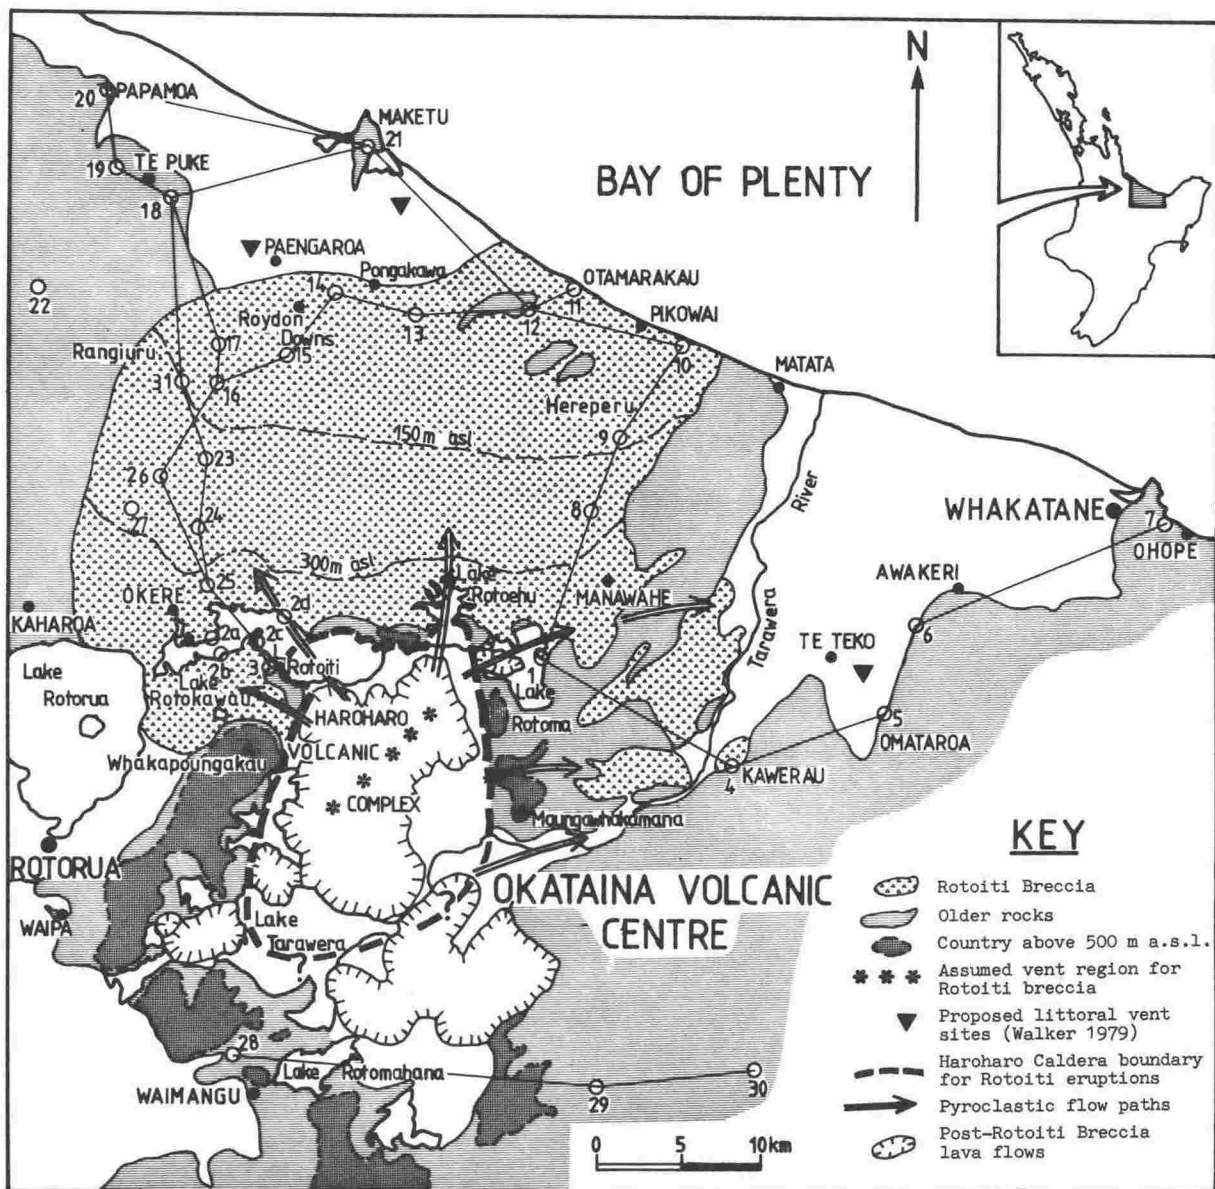 N
20
PAPAMOA
MAKETU
21
19
TE PUKE
18
BAY OF PLENTY
PAENGAROA
22
Pongakawa
14
OTAMARAKAU
11
12
13
PIKOWAI
Roydon
Downs
17
15
10
MATATA
Rangiuru
31
16
Hereperu
150m asl
9
23
26
27
24
8
River
WHAKATANE
7
OHOPE
300m asl
25
Lake
Rotoehu
MANAWAHE
AWAKERI
OKERE
KAHAROA
2d
2a
2c
2b
3
Rotoiti
Tarawera
6
TE TEKO
Lake
Rotorua
Lake
Rotokawau
1
Lake
Rotoma
HAROHARO
VOLCANIC
COMPLEX
5
OMATAROA
Whakapoungakau
4
KAWERAU
Maungawhakamana
ROTORUA
WAIPA
OKATAINA VOLCANIC
CENTRE
Lake
Tarawera
?
?
28
Lake Rotomahana
WAIMANGU
29
30
0 5 10km
KEY
Rotoiti Breccia
Older rocks
Country above 500 m a.s.l.
Assumed vent region for
Rotoiti breccia
Proposed littoral vent
sites (Walker 1979)
Haroharo Caldera boundary
for Rotoiti eruptions
Pyroclastic flow paths
Post-Rotoiti Breccia
lava flows